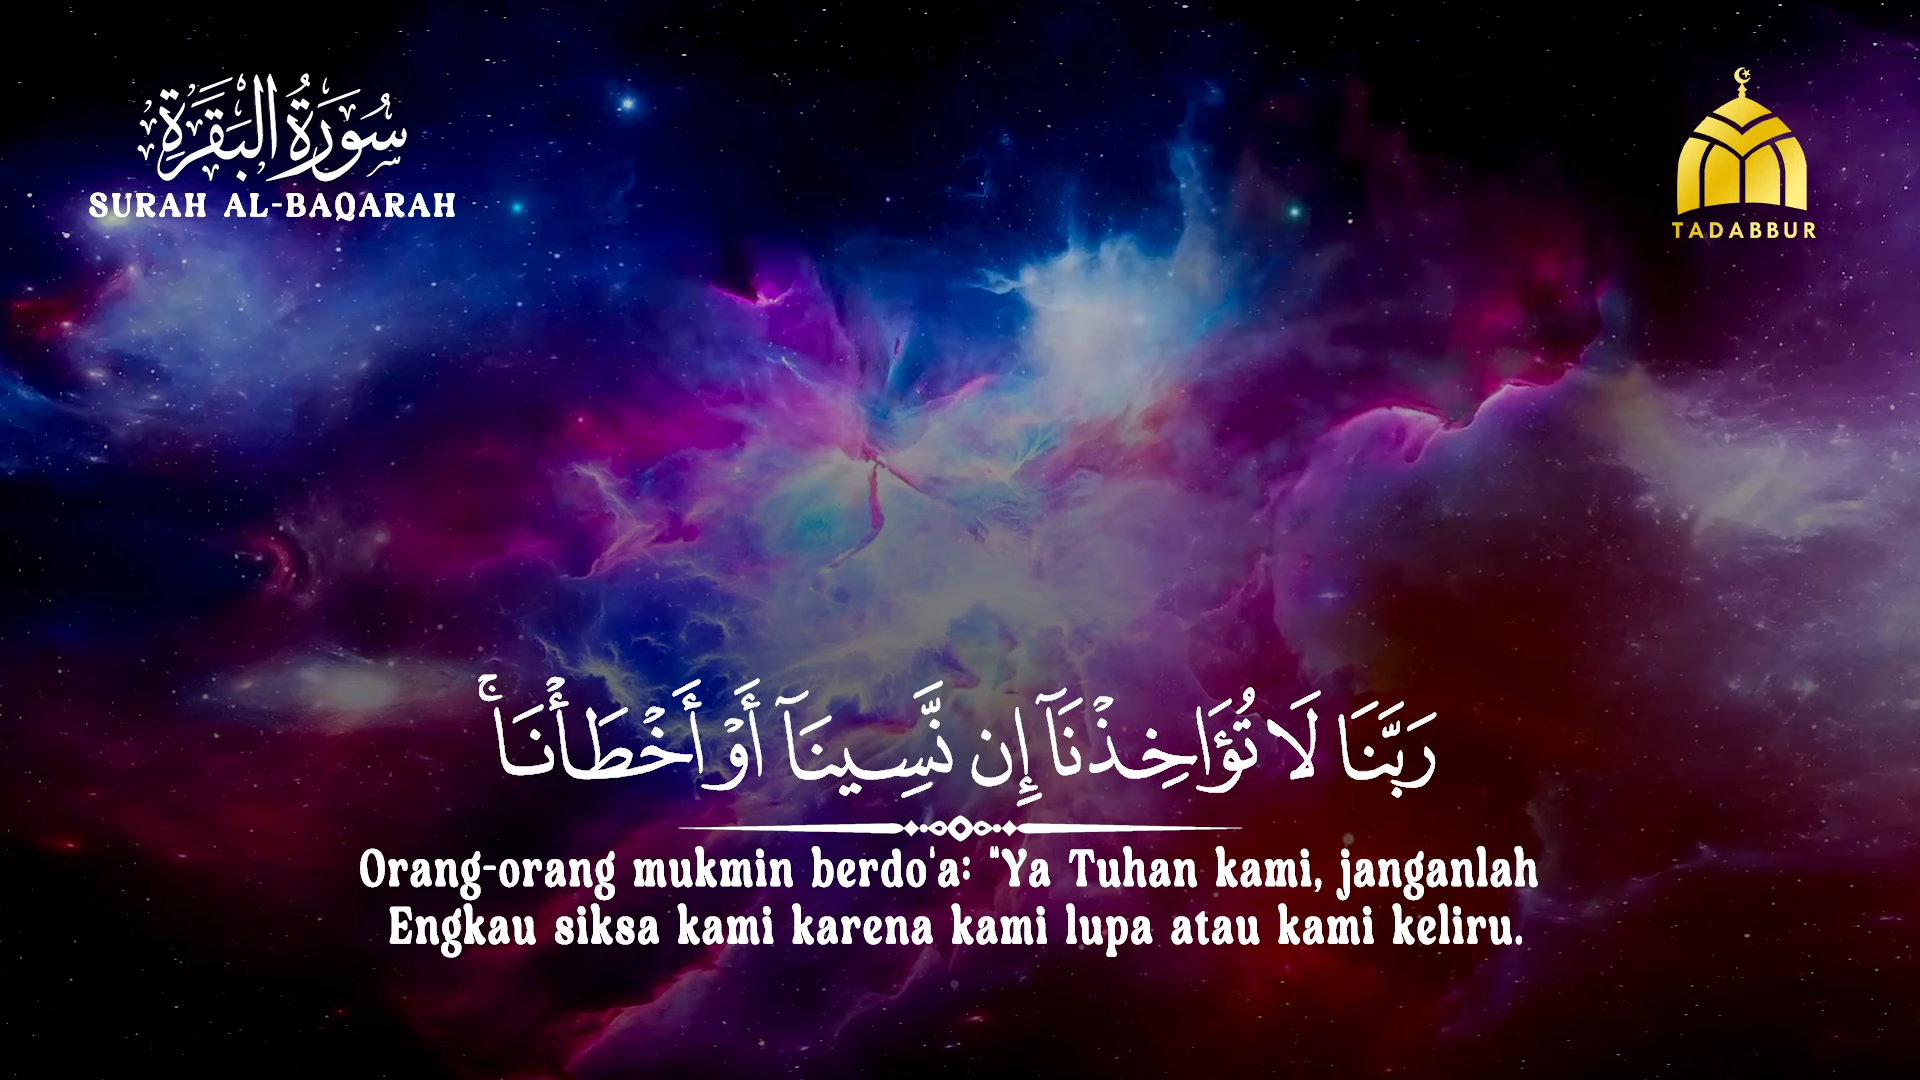 سُورَةُ البَقَرَةِ
SURAH AL-BAQARAH
TADABBUR
رَبَّنَا لَا تُؤَاخِذْنَآ إِن نَّسِينَآ أَوْ أَخْطَأْنَا ۚ
Orang-orang mukmin berdo'a: "Ya Tuhan kami, janganlah
Engkau siksa kami karena kami lupa atau kami keliru.